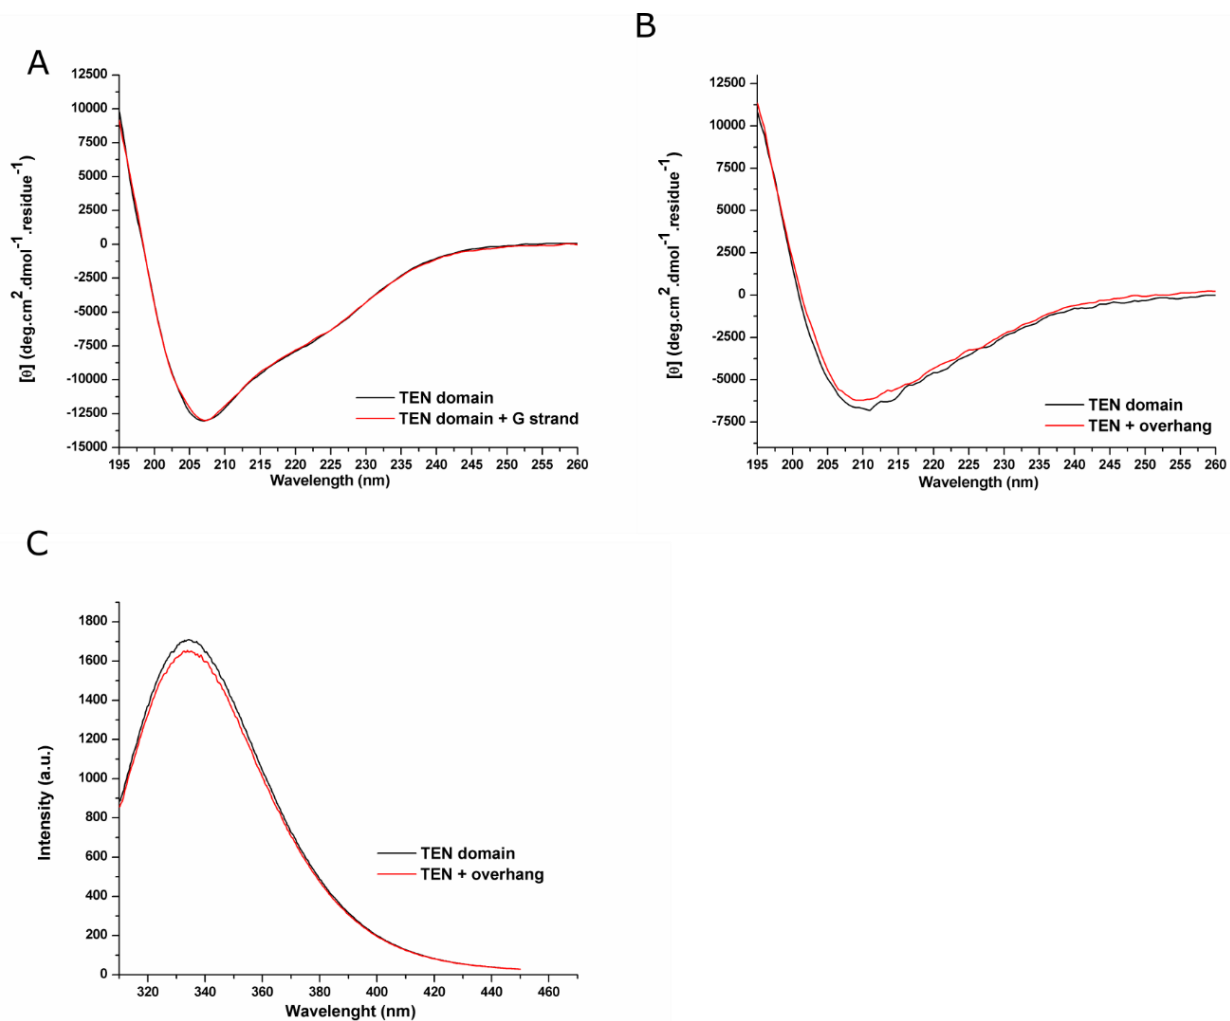 A
12500
10000
7500
5000
2500
0
-2500
-5000
-7500
-10000
-12500
-15000
[θ] (deg.cm².dmol⁻¹.residue⁻¹)
TEN domain
TEN domain + G strand
195 200 205 210 215 220 225 230 235 240 245 250 255 260
Wavelength (nm)
B
12500
10000
7500
5000
2500
0
-2500
-5000
-7500
[θ] (deg.cm².dmol⁻¹.residue⁻¹)
TEN domain
TEN + overhang
195 200 205 210 215 220 225 230 235 240 245 250 255 260
Wavelength (nm)
C
1800
1600
1400
1200
1000
800
600
400
200
0
Intensity (a.u.)
TEN domain
TEN + overhang
320 340 360 380 400 420 440 460
Wavelenght (nm)